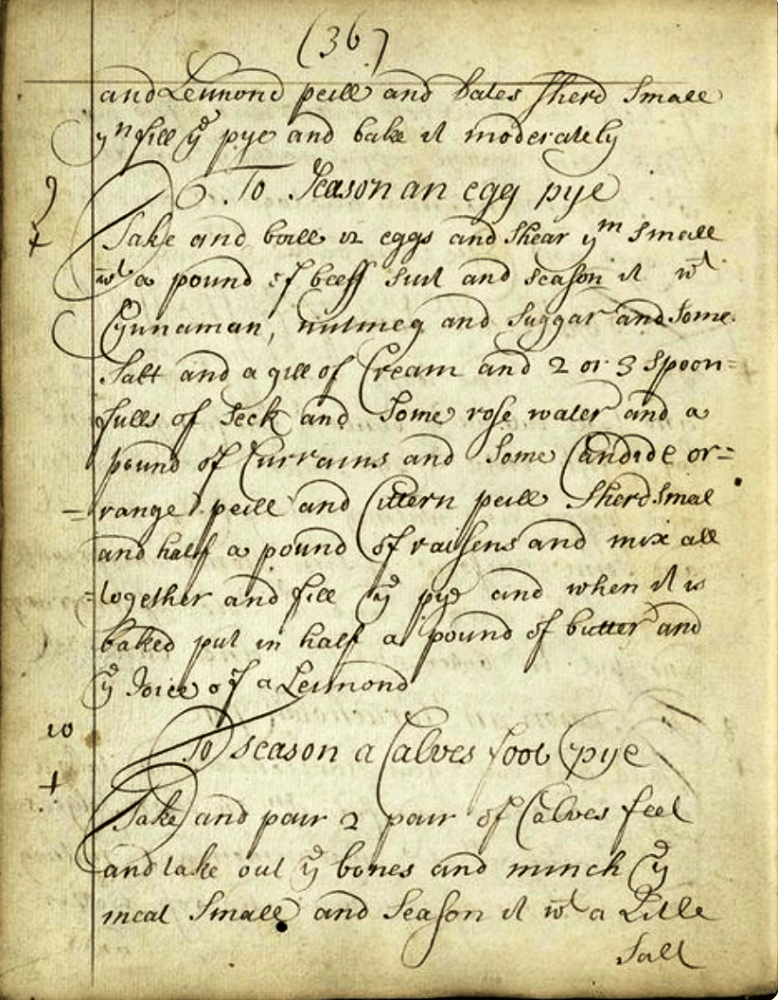 (36)
and Lemmond peill and dates sherd small
yn fill ye pye and bake it moderately
9
To Season an egg pye
+
Take and boill 12 eggs and shear ym small
wt a pound of beeff suit and season it wt
Cynnaman, nutmeg and suggar and some
Salt and a gill of Cream and 2 or 3 spoon=
fulls of Seck and Some rose water and a
pound of Currains and Some Candide or=
=range peill and Cittern peill Sherd smal
and half a pound of raisens and mix all
=together and fill ye pye and when it is
baked put in half a pound of butter and
ye Joice of a Lemmond
10
To season a Calves foot pye
+
Take and pair 2 pair of Calves feet
and take out ye bones and minch ye
meat Small and Season it wt a Litle
Salt